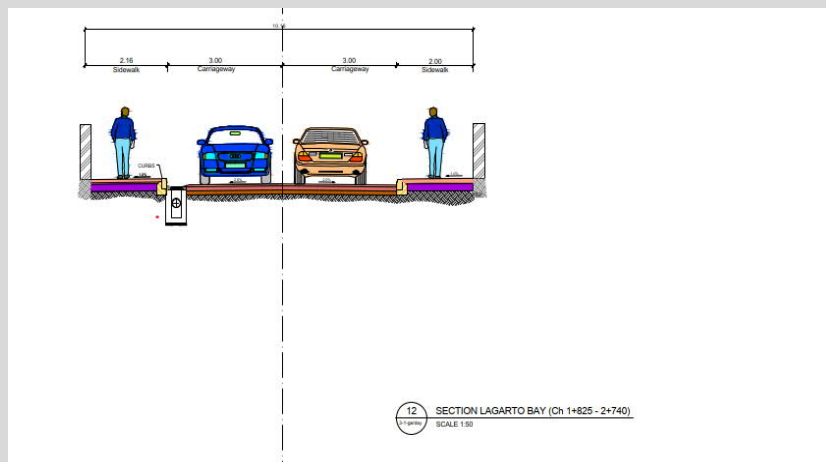 2.16
Sidewalk
3.00
Carriageway
3.00
Carriageway
2.00
Sidewalk
CURBS
12
SECTION LAGARTO BAY (Ch 1+825 - 2+740)
SCALE 1:50